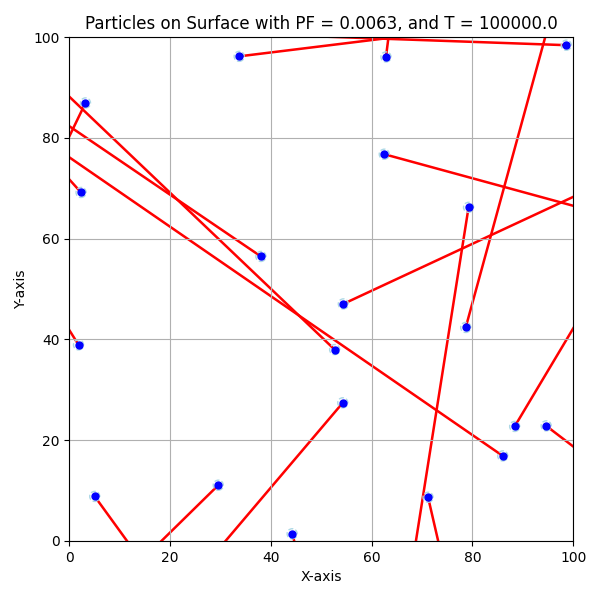 Particles on Surface with PF = 0.0063, and T = 100000.0
100
80
60
Y-axis
40
20
0
0 20 40 60 80 100
X-axis